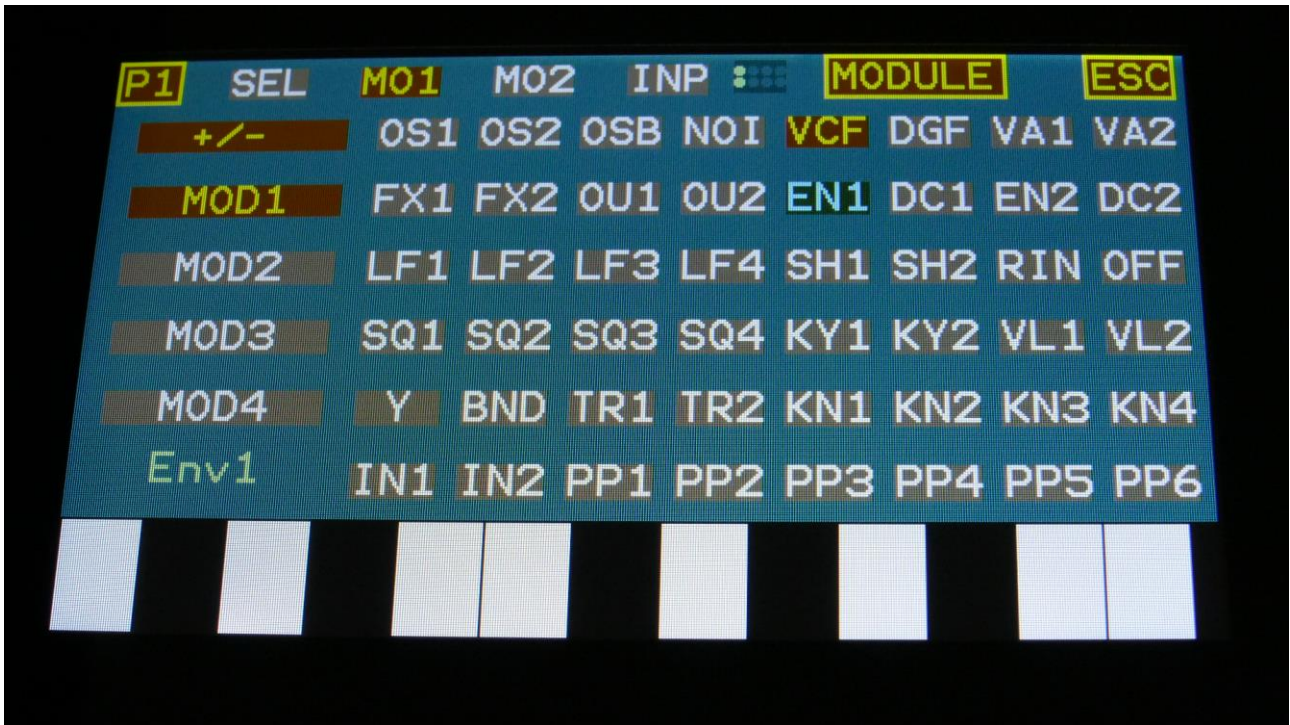 P1 SEL MO1 MO2 INP MODULE ESC
+/- OS1 OS2 OSB NOI VCF DGF VA1 VA2
MOD1 FX1 FX2 OU1 OU2 EN1 DC1 EN2 DC2
MOD2 LF1 LF2 LF3 LF4 SH1 SH2 RIN OFF
MOD3 SQ1 SQ2 SQ3 SQ4 KY1 KY2 VL1 VL2
MOD4 Y BND TR1 TR2 KN1 KN2 KN3 KN4
Env1 IN1 IN2 PP1 PP2 PP3 PP4 PP5 PP6